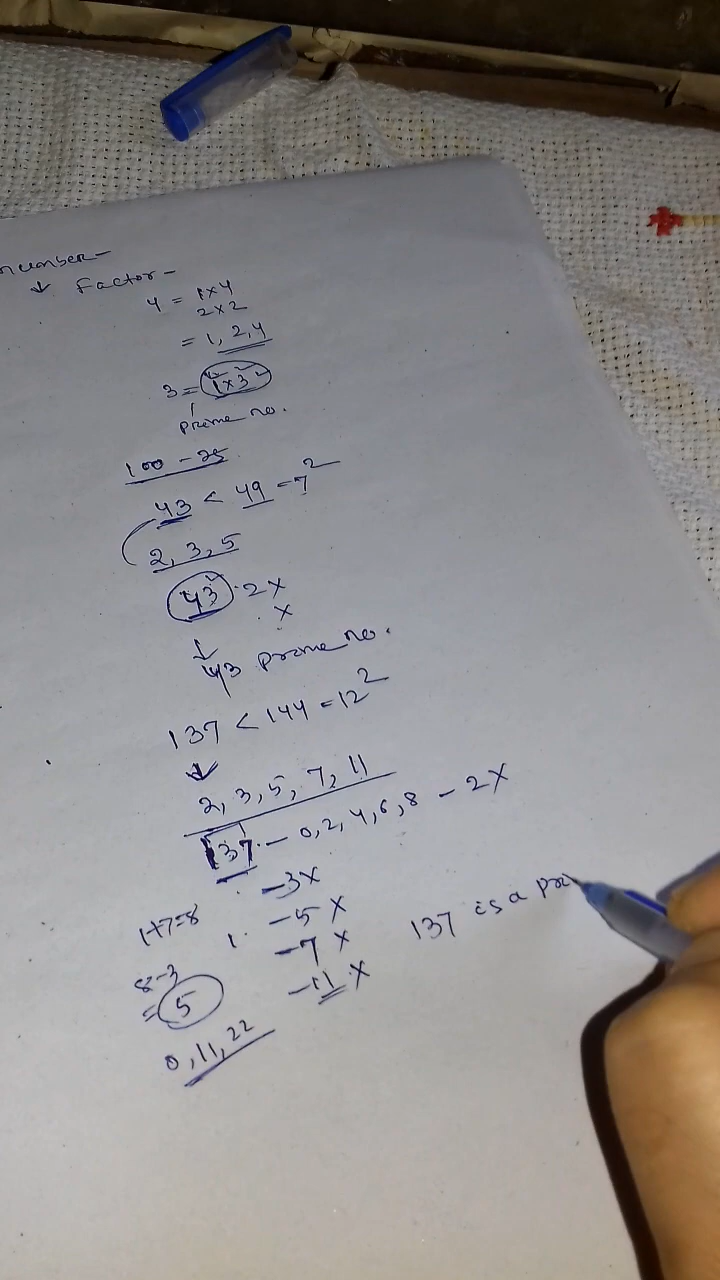 number-
↓ Factor-
4 = 1×4
2×2
= 1, 2, 4
3 = 1×3
prime no.
100 - 25
43 < 49 = 7²
2, 3, 5
43 · 2 ×
×
↓
43 prime no.
137 < 144 = 12²
↓
2, 3, 5, 7, 11
137 - 0, 2, 4, 6, 8 - 2×
- 3×
1+7=8
- 5 ×
- 7 ×
137 is a pri
8-3
= 5
- 11 ×
0, 11, 22